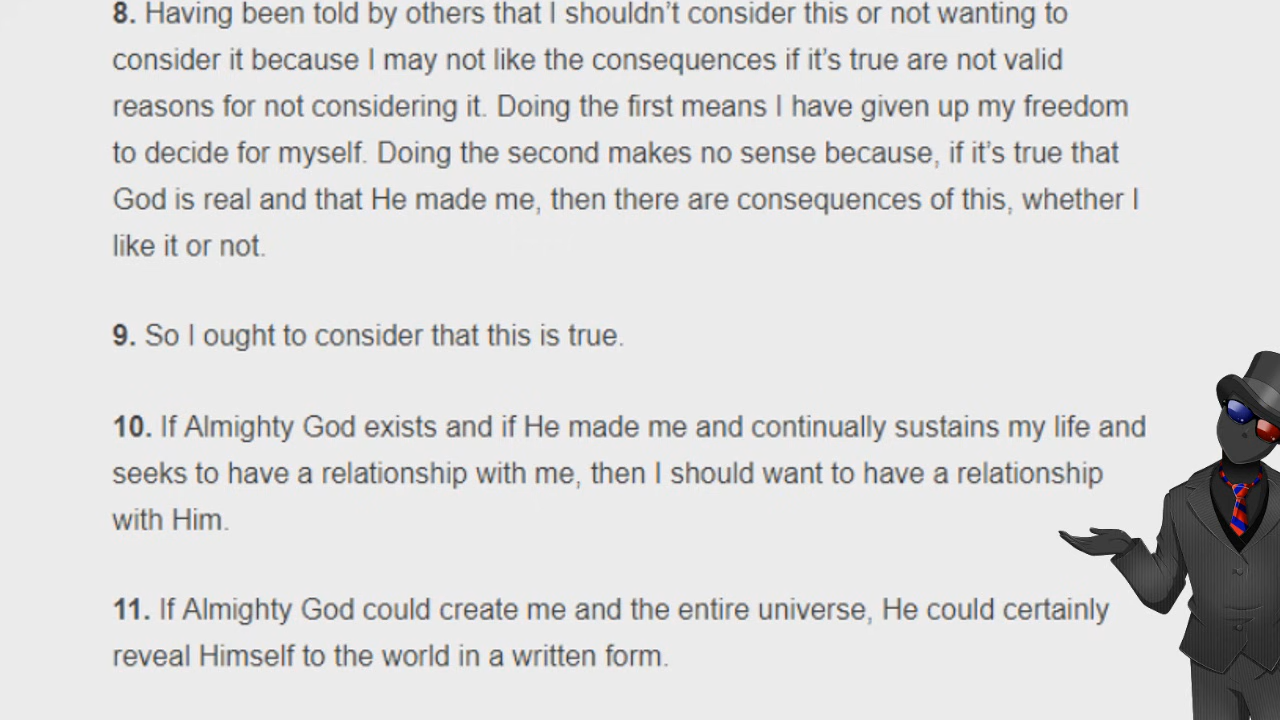 8. Having been told by others that I shouldn’t consider this or not wanting to
consider it because I may not like the consequences if it’s true are not valid
reasons for not considering it. Doing the first means I have given up my freedom
to decide for myself. Doing the second makes no sense because, if it’s true that
God is real and that He made me, then there are consequences of this, whether I
like it or not.
9. So I ought to consider that this is true.
10. If Almighty God exists and if He made me and continually sustains my life and
seeks to have a relationship with me, then I should want to have a relationship
with Him.
11. If Almighty God could create me and the entire universe, He could certainly
reveal Himself to the world in a written form.